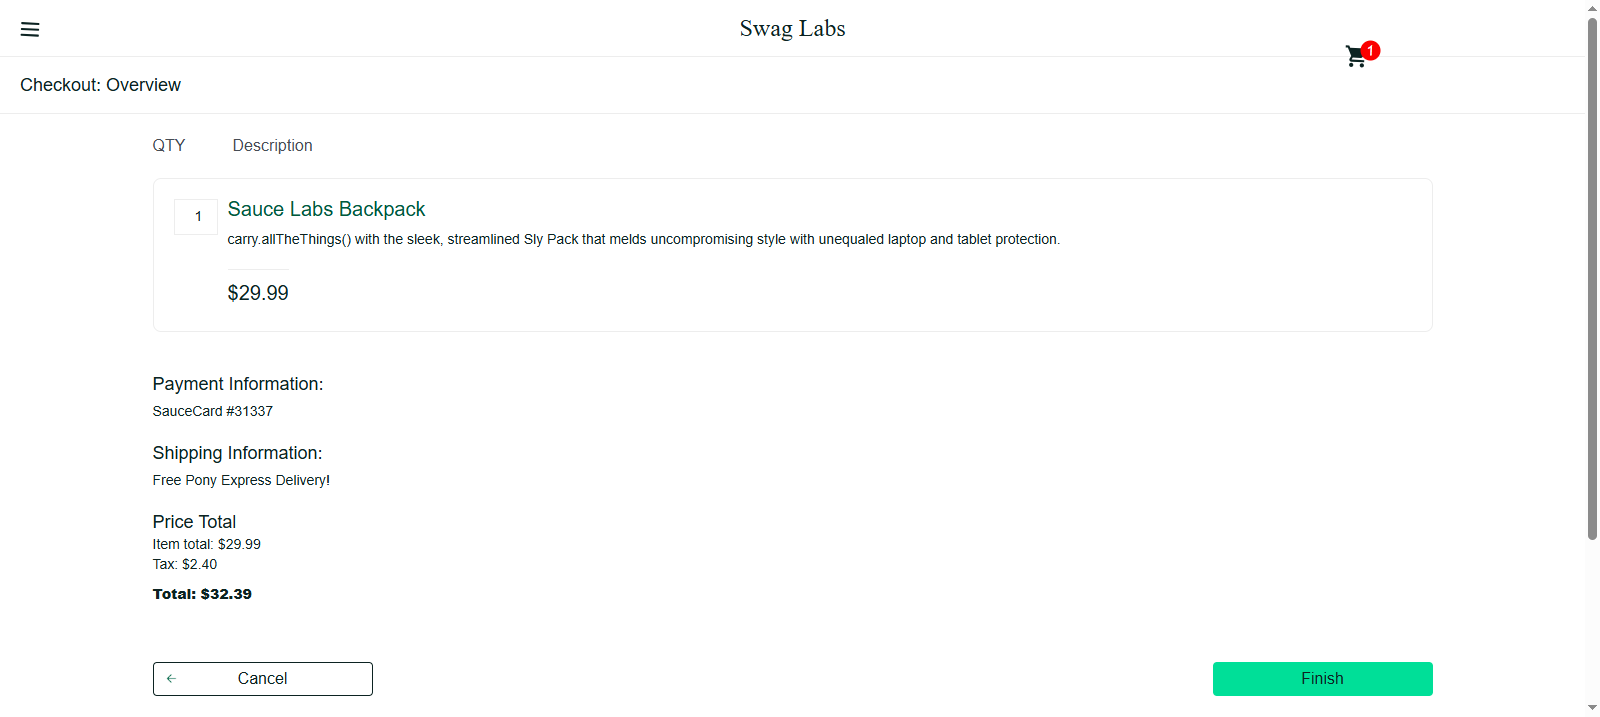 Swag Labs
1
Checkout: Overview
QTY Description
1
Sauce Labs Backpack
carry.allTheThings() with the sleek, streamlined Sly Pack that melds uncompromising style with unequaled laptop and tablet protection.
$29.99
Payment Information:
SauceCard #31337
Shipping Information:
Free Pony Express Delivery!
Price Total
Item total: $29.99
Tax: $2.40
Total: $32.39
Cancel
Finish